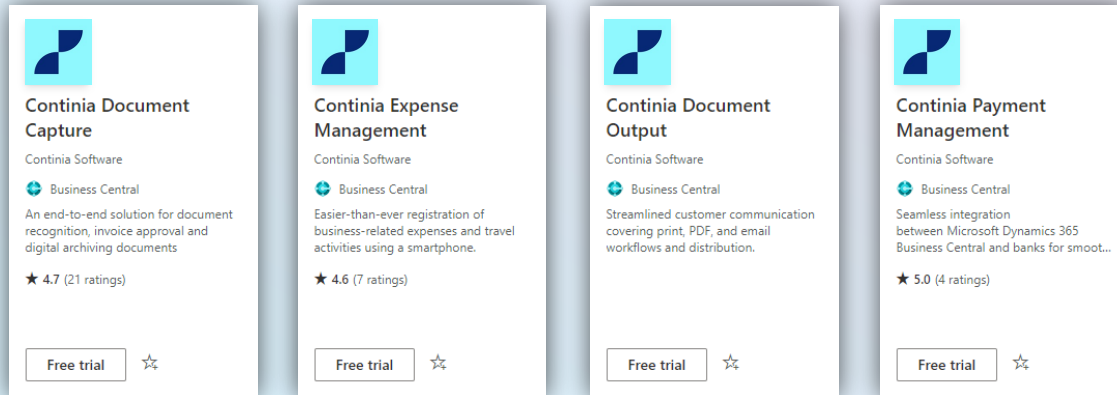 Continia Document
Capture
Continia Software
Business Central
An end-to-end solution for document
recognition, invoice approval and
digital archiving documents
★ 4.7 (21 ratings)
Free trial
Continia Expense
Management
Continia Software
Business Central
Easier-than-ever registration of
business-related expenses and travel
activities using a smartphone.
★ 4.6 (7 ratings)
Free trial
Continia Document
Output
Continia Software
Business Central
Streamlined customer communication
covering print, PDF, and email
workflows and distribution.
Free trial
Continia Payment
Management
Continia Software
Business Central
Seamless integration
between Microsoft Dynamics 365
Business Central and banks for smoot...
★ 5.0 (4 ratings)
Free trial